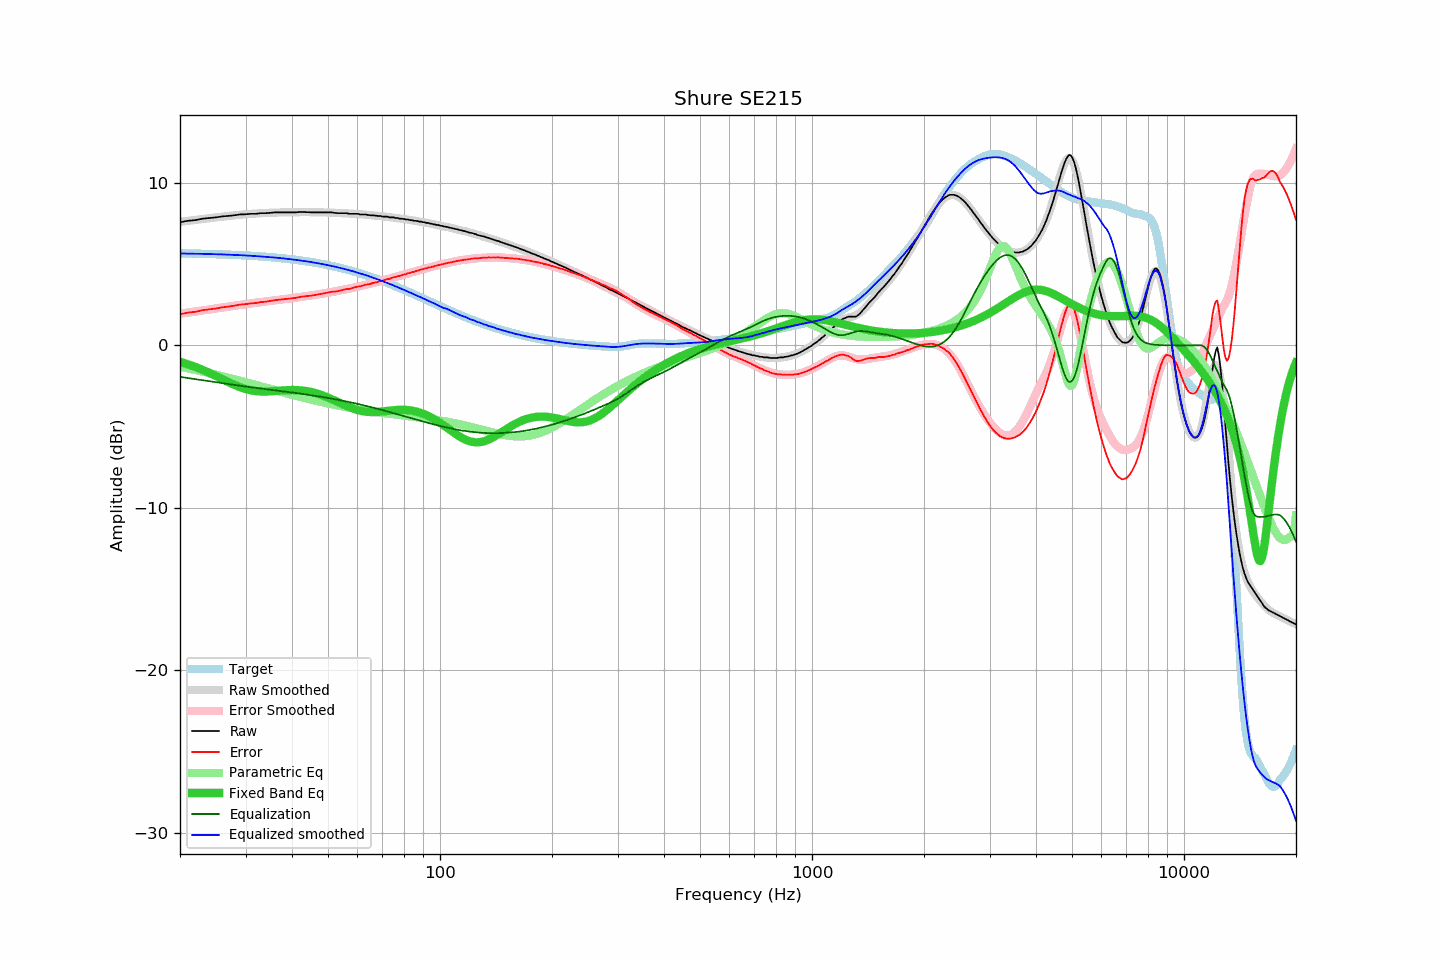 Shure SE215
10
0
−10
−20
−30
Amplitude (dBr)
Target
Raw Smoothed
Error Smoothed
Raw
Error
Parametric Eq
Fixed Band Eq
Equalization
Equalized smoothed
100
1000
10000
Frequency (Hz)